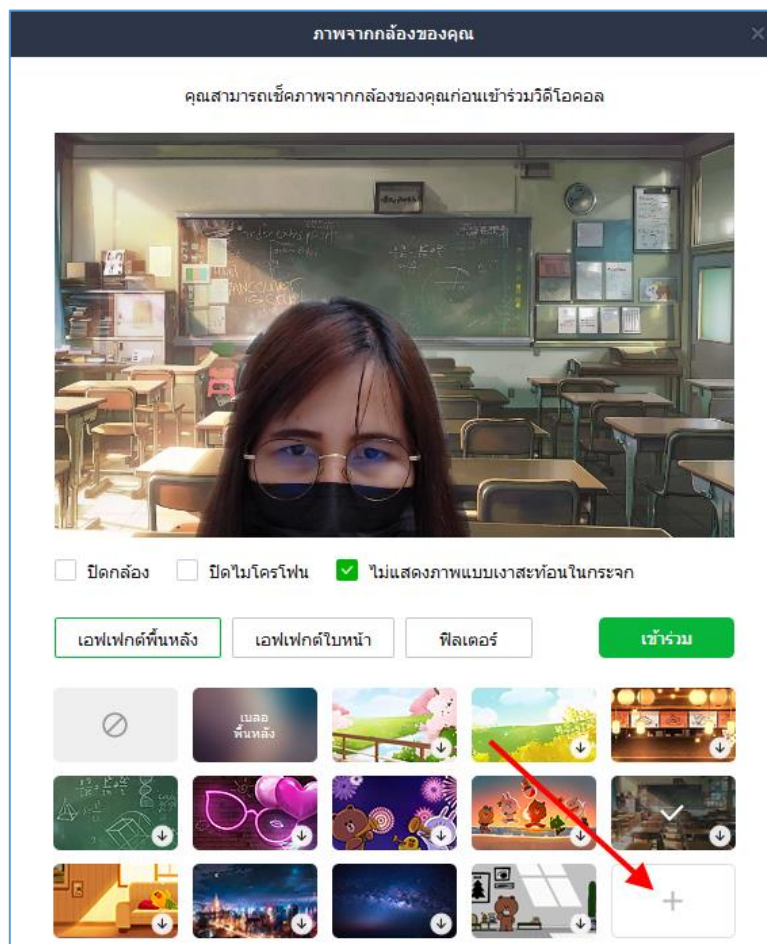 ภาพจากกล้องของคุณ
คุณสามารถเช็คภาพจากกล้องของคุณก่อนเข้าร่วมวิดีโอคอล
ปิดกล้อง
ปิดไมโครโฟน
ไม่แสดงภาพแบบเงาสะท้อนในกระจก
เอฟเฟกต์พื้นหลัง
เอฟเฟกต์ใบหน้า
ฟิลเตอร์
เข้าร่วม
เบลอ
พื้นหลัง